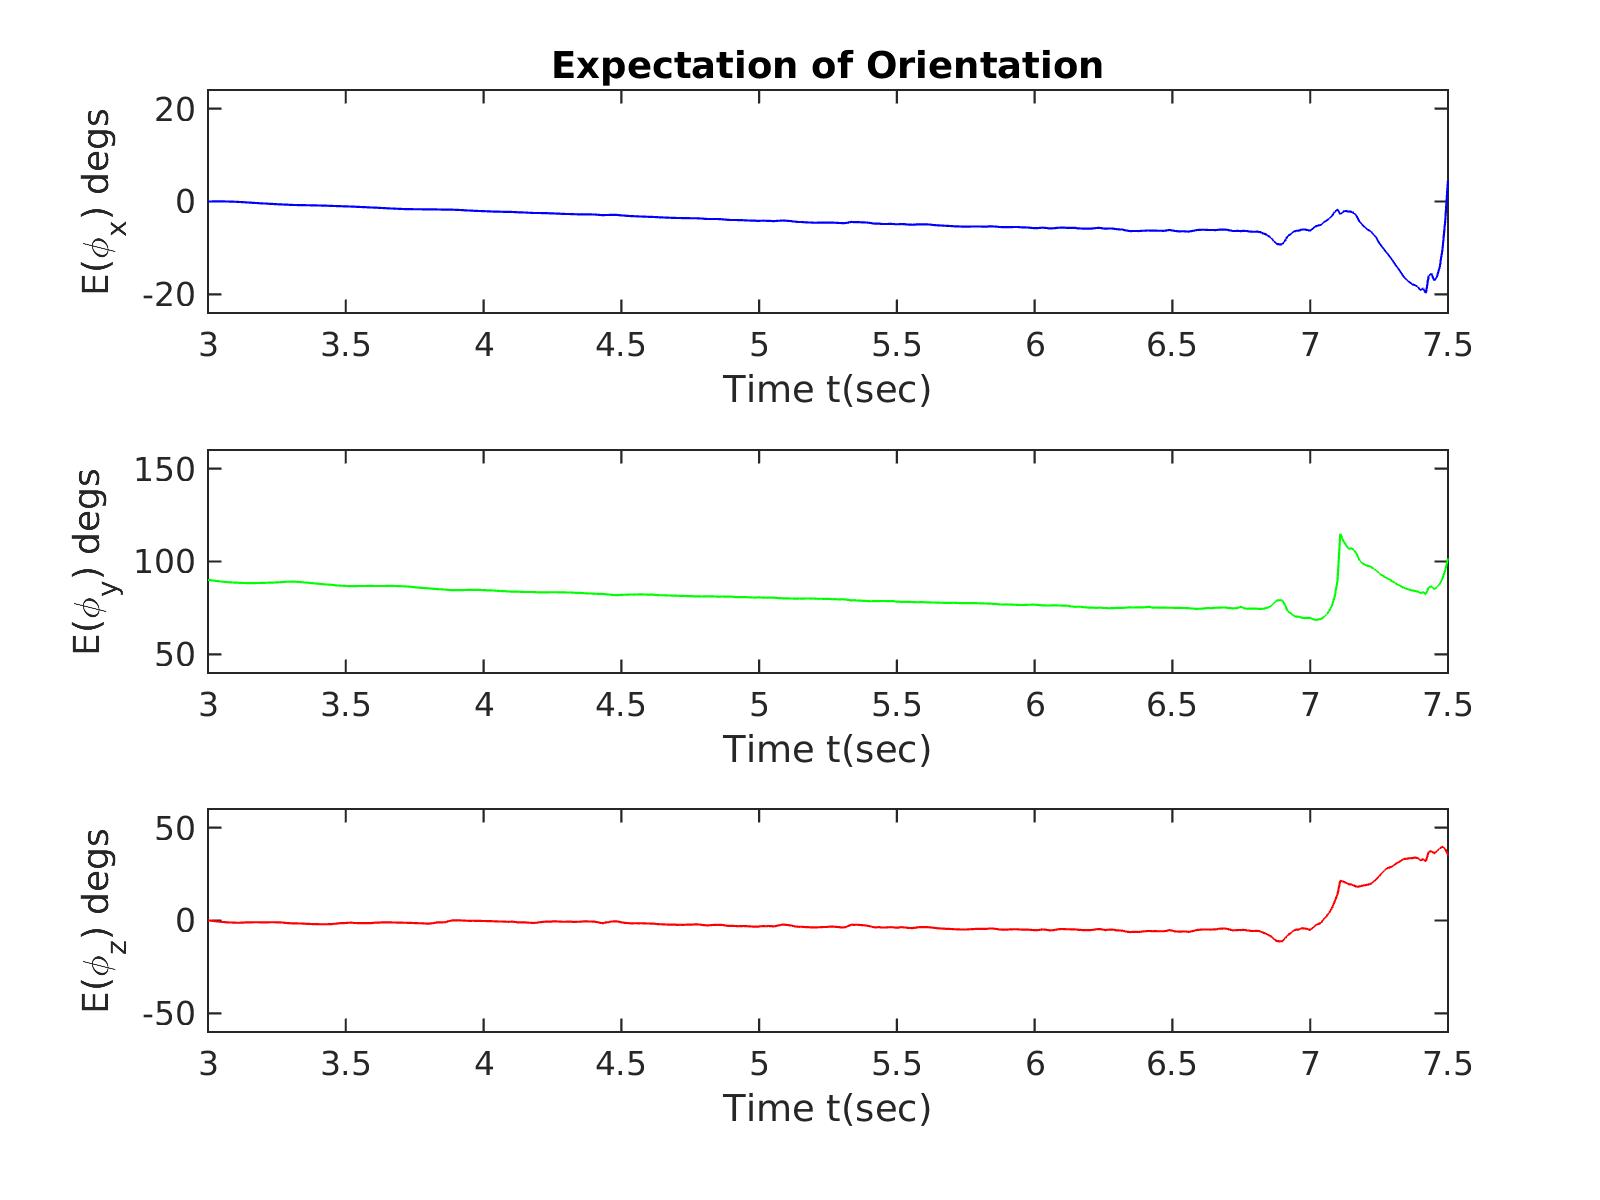 Expectation of Orientation
E(ϕx) degs
20
0
-20
3 3.5 4 4.5 5 5.5 6 6.5 7 7.5
Time t(sec)
E(ϕy) degs
150
100
50
3 3.5 4 4.5 5 5.5 6 6.5 7 7.5
Time t(sec)
E(ϕz) degs
50
0
-50
3 3.5 4 4.5 5 5.5 6 6.5 7 7.5
Time t(sec)